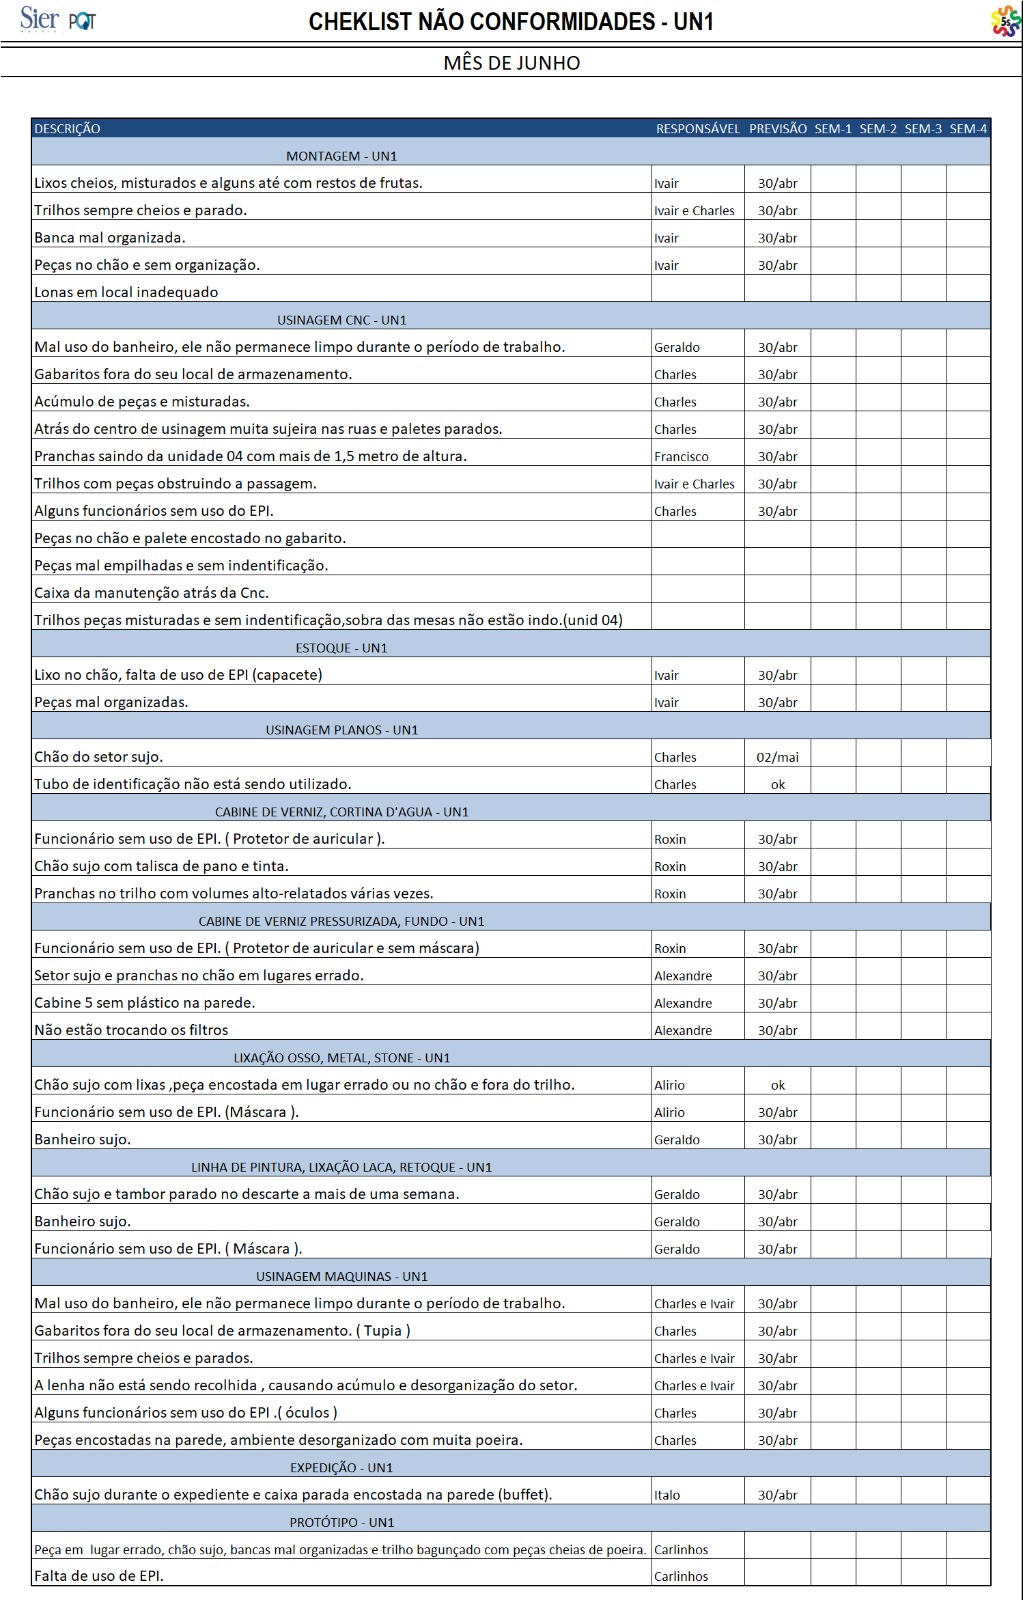 Sier PQT
CHEKLIST NÃO CONFORMIDADES - UN1
5s
MÊS DE JUNHO
DESCRIÇÃO RESPONSÁVEL PREVISÃO SEM-1 SEM-2 SEM-3 SEM-4
MONTAGEM - UN1
Lixos cheios, misturados e alguns até com restos de frutas. Ivair 30/abr
Trilhos sempre cheios e parado. Ivair e Charles 30/abr
Banca mal organizada. Ivair 30/abr
Peças no chão e sem organização. Ivair 30/abr
Lonas em local inadequado
USINAGEM CNC - UN1
Mal uso do banheiro, ele não permanece limpo durante o período de trabalho. Geraldo 30/abr
Gabaritos fora do seu local de armazenamento. Charles 30/abr
Acúmulo de peças e misturadas. Charles 30/abr
Atrás do centro de usinagem muita sujeira nas ruas e paletes parados. Charles 30/abr
Pranchas saindo da unidade 04 com mais de 1,5 metro de altura. Francisco 30/abr
Trilhos com peças obstruindo a passagem. Ivair e Charles 30/abr
Alguns funcionários sem uso do EPI. Charles 30/abr
Peças no chão e palete encostado no gabarito.
Peças mal empilhadas e sem indentificação.
Caixa da manutenção atrás da Cnc.
Trilhos peças misturadas e sem indentificação,sobra das mesas não estão indo.(unid 04)
ESTOQUE - UN1
Lixo no chão, falta de uso de EPI (capacete) Ivair 30/abr
Peças mal organizadas. Ivair 30/abr
USINAGEM PLANOS - UN1
Chão do setor sujo. Charles 02/mai
Tubo de identificação não está sendo utilizado. Charles ok
CABINE DE VERNIZ, CORTINA D'AGUA - UN1
Funcionário sem uso de EPI. ( Protetor de auricular ). Roxin 30/abr
Chão sujo com talisca de pano e tinta. Roxin 30/abr
Pranchas no trilho com volumes alto-relatados várias vezes. Roxin 30/abr
CABINE DE VERNIZ PRESSURIZADA, FUNDO - UN1
Funcionário sem uso de EPI. ( Protetor de auricular e sem máscara) Roxin 30/abr
Setor sujo e pranchas no chão em lugares errado. Alexandre 30/abr
Cabine 5 sem plástico na parede. Alexandre 30/abr
Não estão trocando os filtros Alexandre 30/abr
LIXAÇÃO OSSO, METAL, STONE - UN1
Chão sujo com lixas ,peça encostada em lugar errado ou no chão e fora do trilho. Alirio ok
Funcionário sem uso de EPI. (Máscara ). Alirio 30/abr
Banheiro sujo. Geraldo 30/abr
LINHA DE PINTURA, LIXAÇÃO LACA, RETOQUE - UN1
Chão sujo e tambor parado no descarte a mais de uma semana. Geraldo 30/abr
Banheiro sujo. Geraldo 30/abr
Funcionário sem uso de EPI. ( Máscara ). Geraldo 30/abr
USINAGEM MAQUINAS - UN1
Mal uso do banheiro, ele não permanece limpo durante o período de trabalho. Charles e Ivair 30/abr
Gabaritos fora do seu local de armazenamento. ( Tupia ) Charles 30/abr
Trilhos sempre cheios e parados. Charles e Ivair 30/abr
A lenha não está sendo recolhida , causando acúmulo e desorganização do setor. Charles e Ivair 30/abr
Alguns funcionários sem uso do EPI .( óculos ) Charles 30/abr
Peças encostadas na parede, ambiente desorganizado com muita poeira. Charles 30/abr
EXPEDIÇÃO - UN1
Chão sujo durante o expediente e caixa parada encostada na parede (buffet). Italo 30/abr
PROTÓTIPO - UN1
Peça em lugar errado, chão sujo, bancas mal organizadas e trilho bagunçado com peças cheias de poeira. Carlinhos
Falta de uso de EPI. Carlinhos